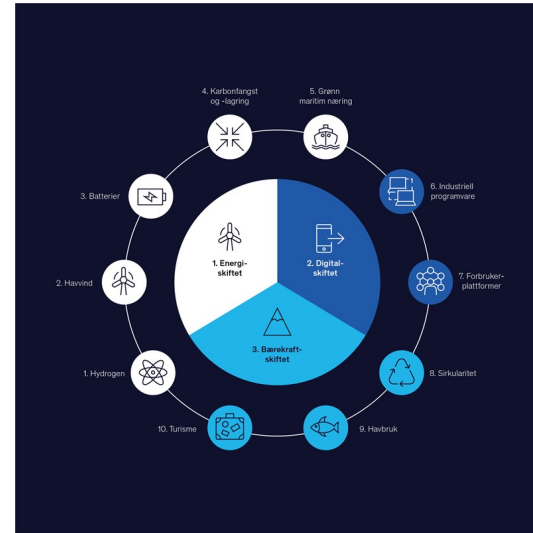 4. Karbonfangst
og -lagring
5. Grønn
maritim næring
3. Batterier
6. Industriell
programvare
1. Energi-
skiftet
2. Digital-
skiftet
2. Havvind
7. Forbruker-
plattformer
3. Bærekraft-
skiftet
1. Hydrogen
8. Sirkularitet
10. Turisme
9. Havbruk